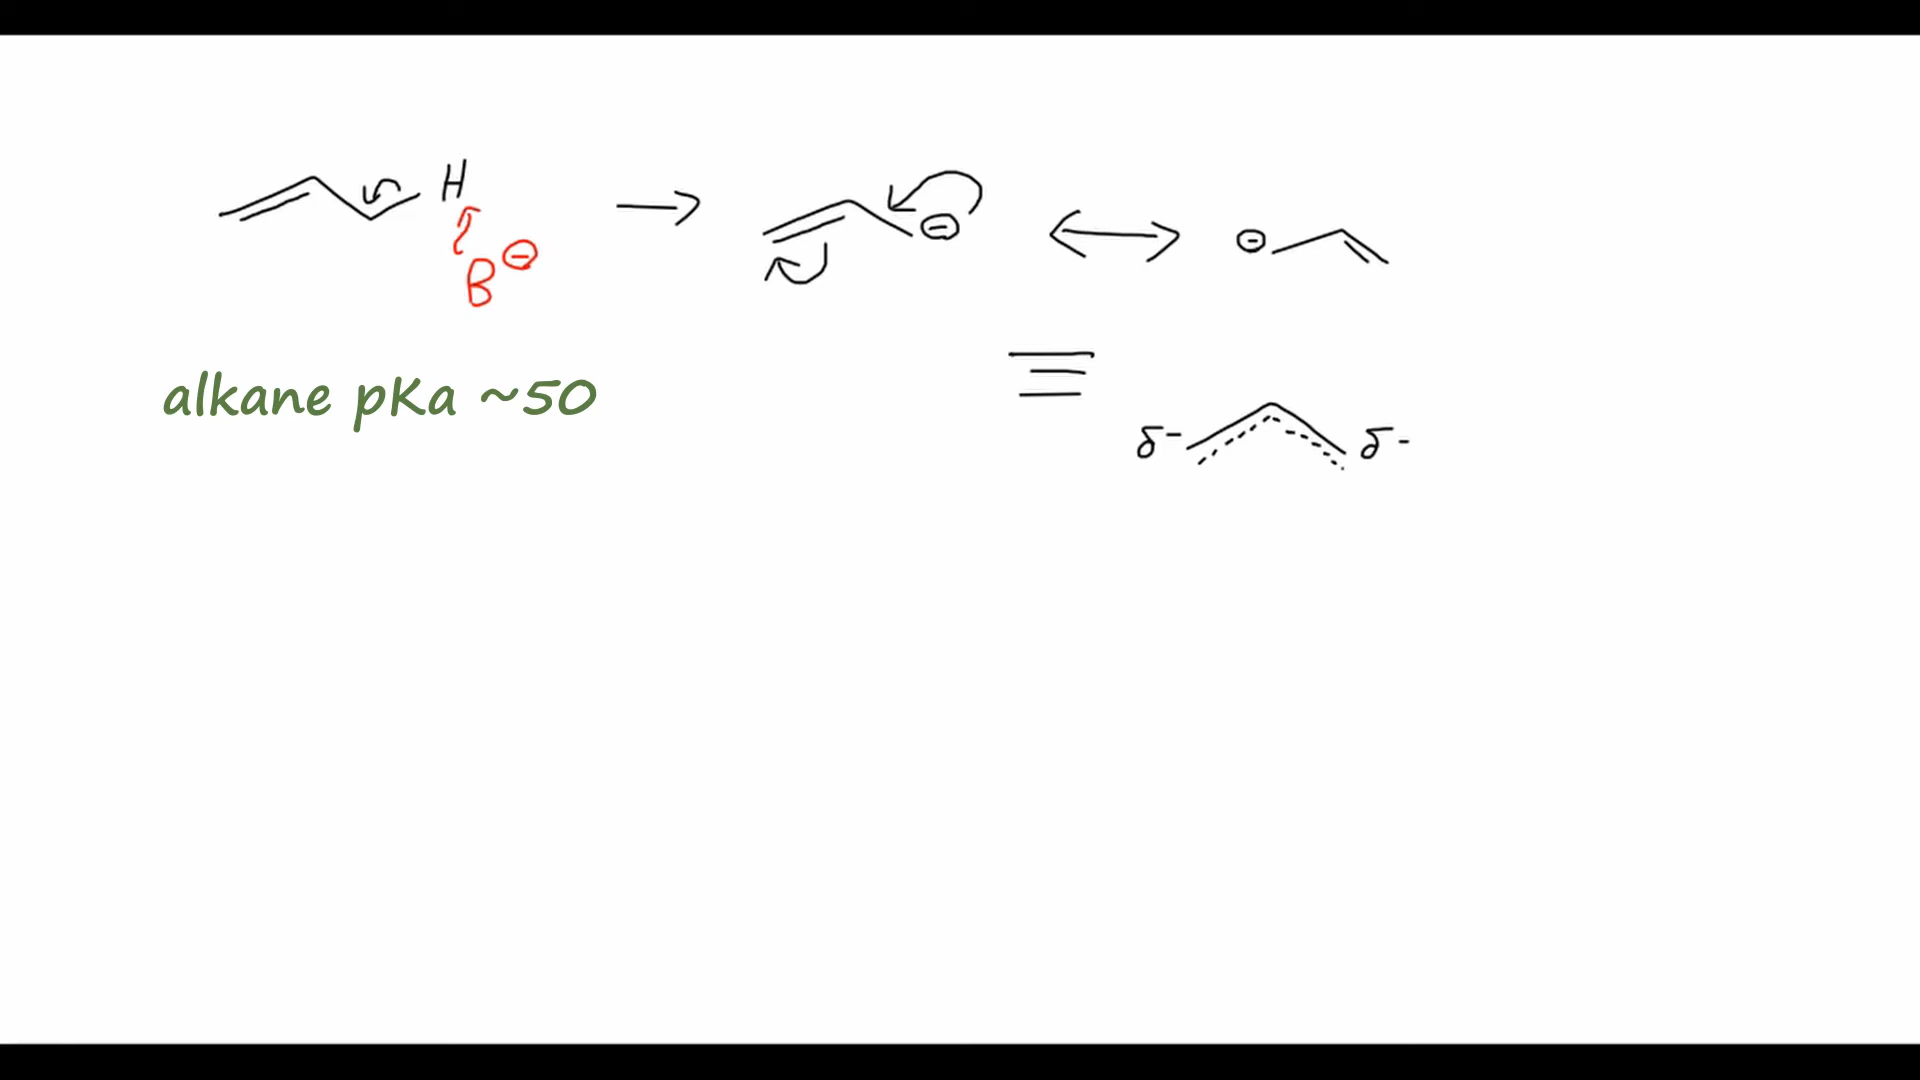 H
B⊖
⊖
⊖
alkane pKa ~50
δ- δ-